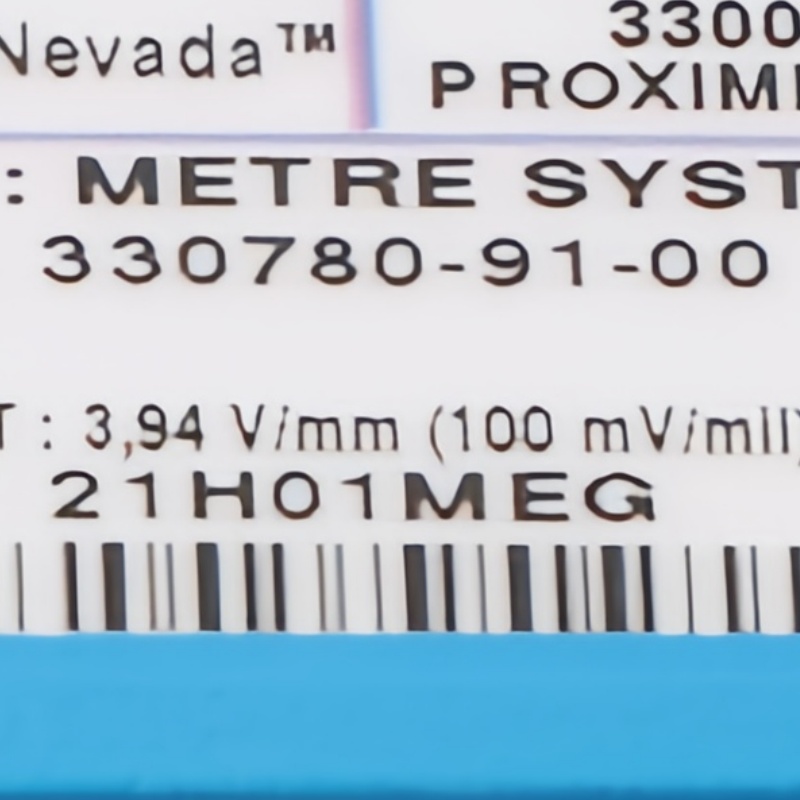 Nevada™
3300
PROXIMI
: METRE SYST
330780-91-00
T : 3,94 V/mm (100 mV/mil)
21H01MEG